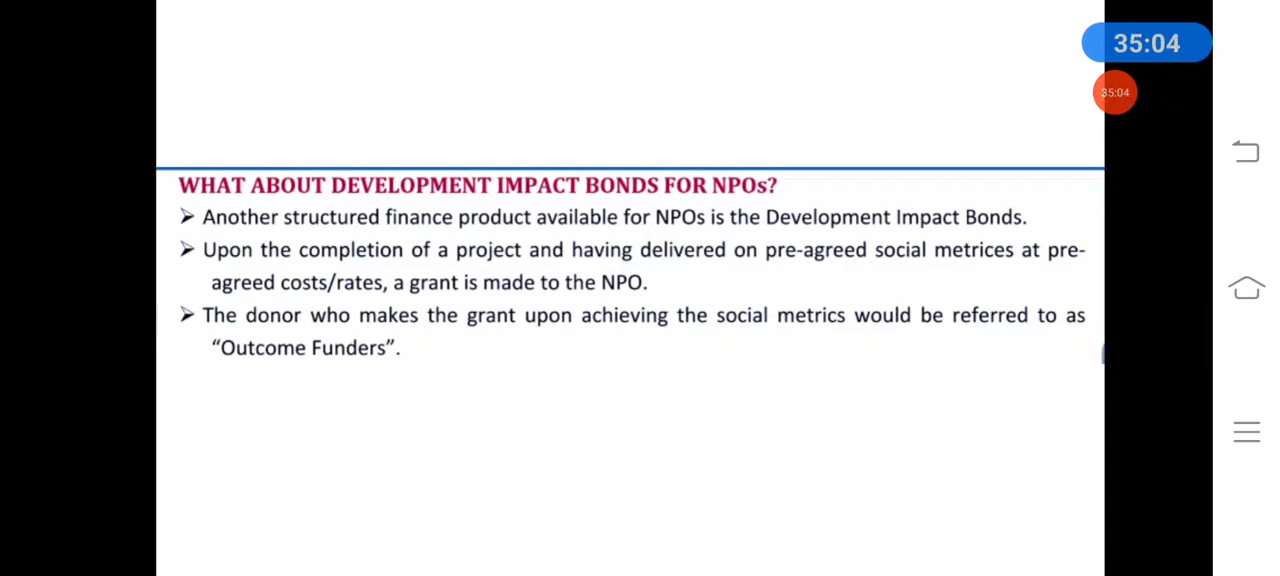 35:04
35:04
WHAT ABOUT DEVELOPMENT IMPACT BONDS FOR NPOs?
➢ Another structured finance product available for NPOs is the Development Impact Bonds.
➢ Upon the completion of a project and having delivered on pre-agreed social metrices at pre-
agreed costs/rates, a grant is made to the NPO.
➢ The donor who makes the grant upon achieving the social metrics would be referred to as
“Outcome Funders”.